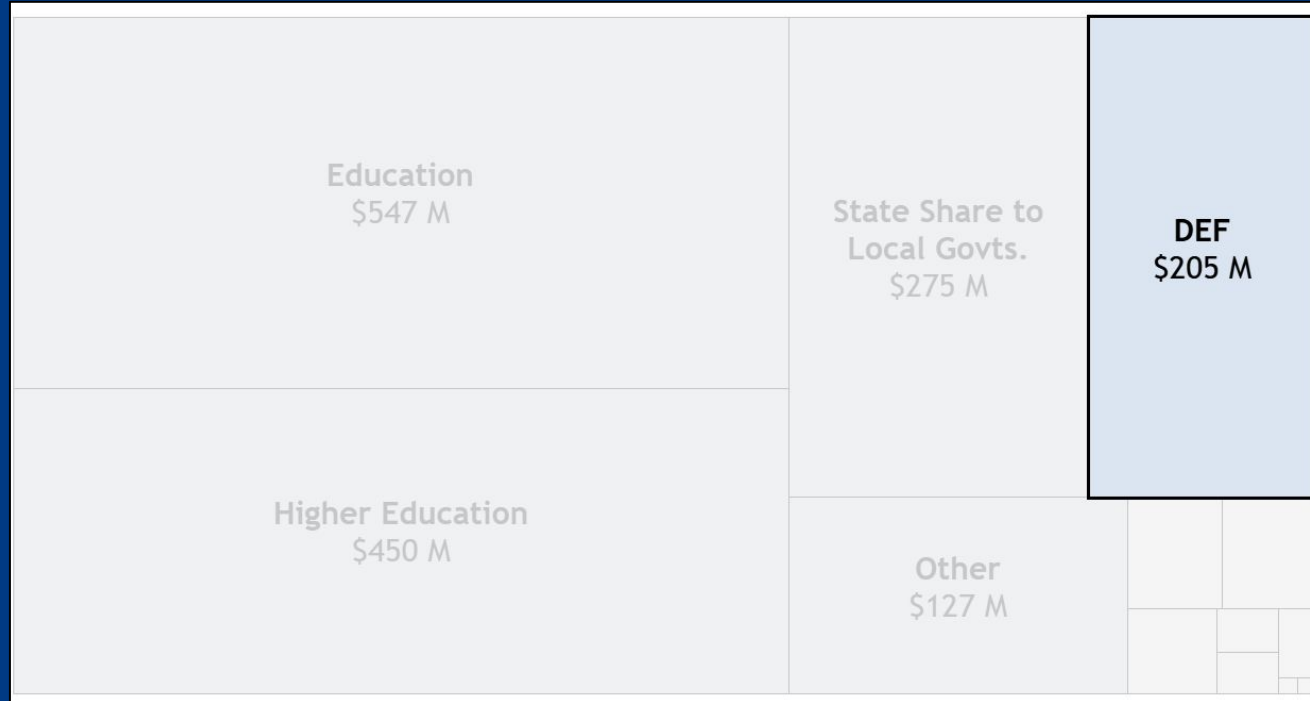 Education
$547 M
State Share to
Local Govts.
$275 M
DEF
$205 M
Higher Education
$450 M
Other
$127 M